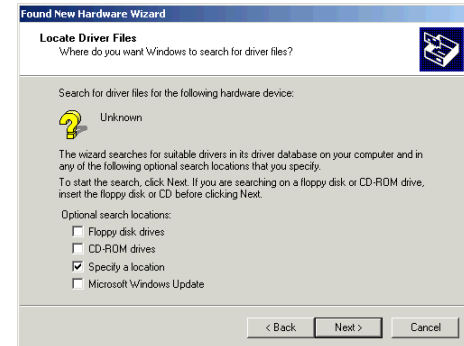 Found New Hardware Wizard
Locate Driver Files
Where do you want Windows to search for driver files?
Search for driver files for the following hardware device:
Unknown
The wizard searches for suitable drivers in its driver database on your computer and in
any of the following optional search locations that you specify.
To start the search, click Next. If you are searching on a floppy disk or CD-ROM drive,
insert the floppy disk or CD before clicking Next.
Optional search locations:
Floppy disk drives
CD-ROM drives
Specify a location
Microsoft Windows Update
< Back
Next >
Cancel